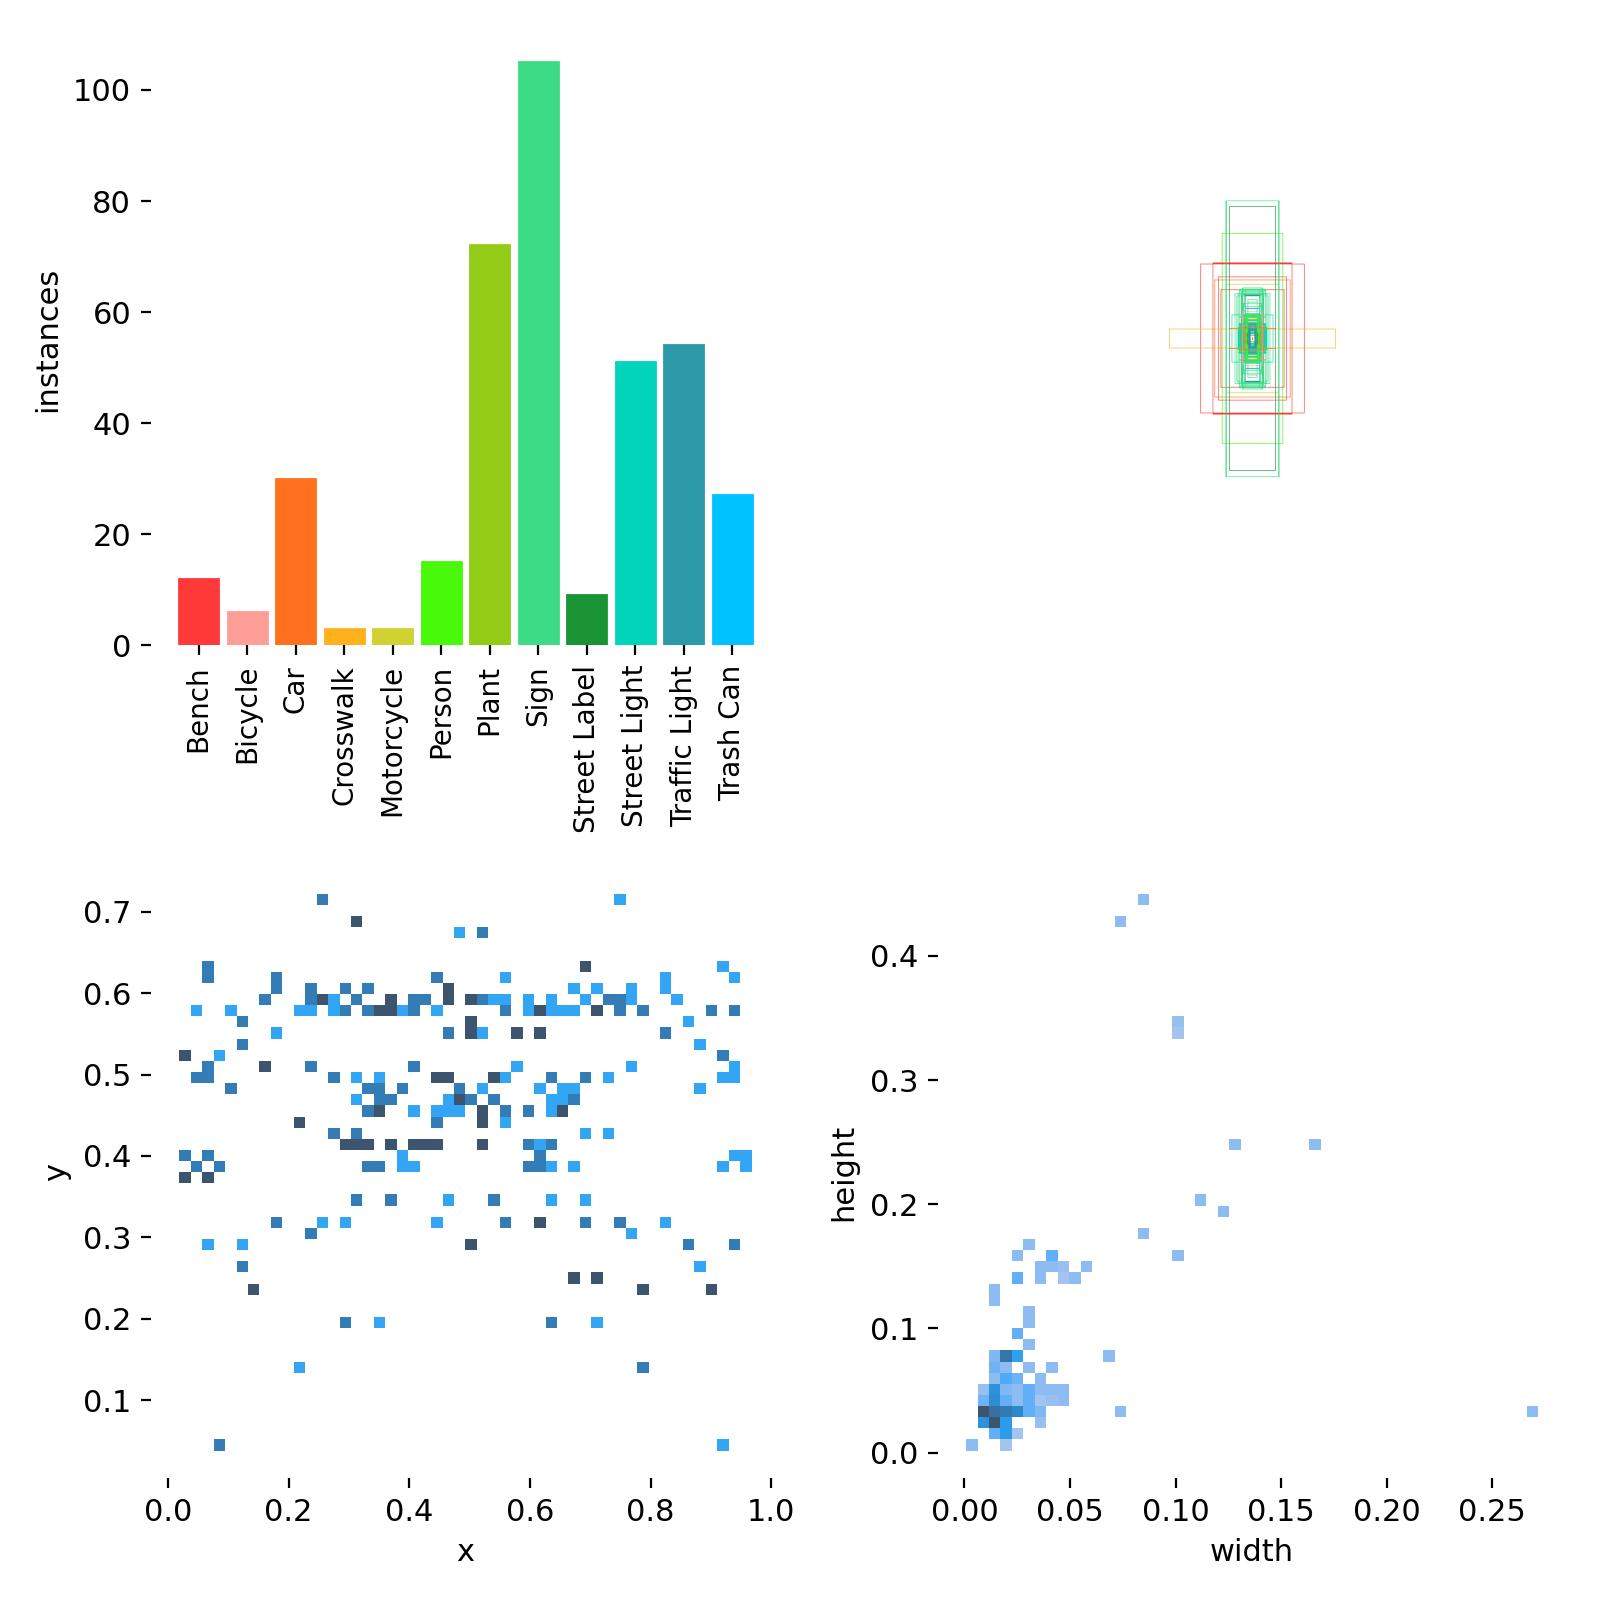 100
80
60
40
20
0
instances
Bench
Bicycle
Car
Crosswalk
Motorcycle
Person
Plant
Sign
Street Label
Street Light
Traffic Light
Trash Can
0.7
0.6
0.5
0.4
0.3
0.2
0.1
y
0.0 0.2 0.4 0.6 0.8 1.0
x
0.4
0.3
0.2
0.1
0.0
height
0.00 0.05 0.10 0.15 0.20 0.25
width